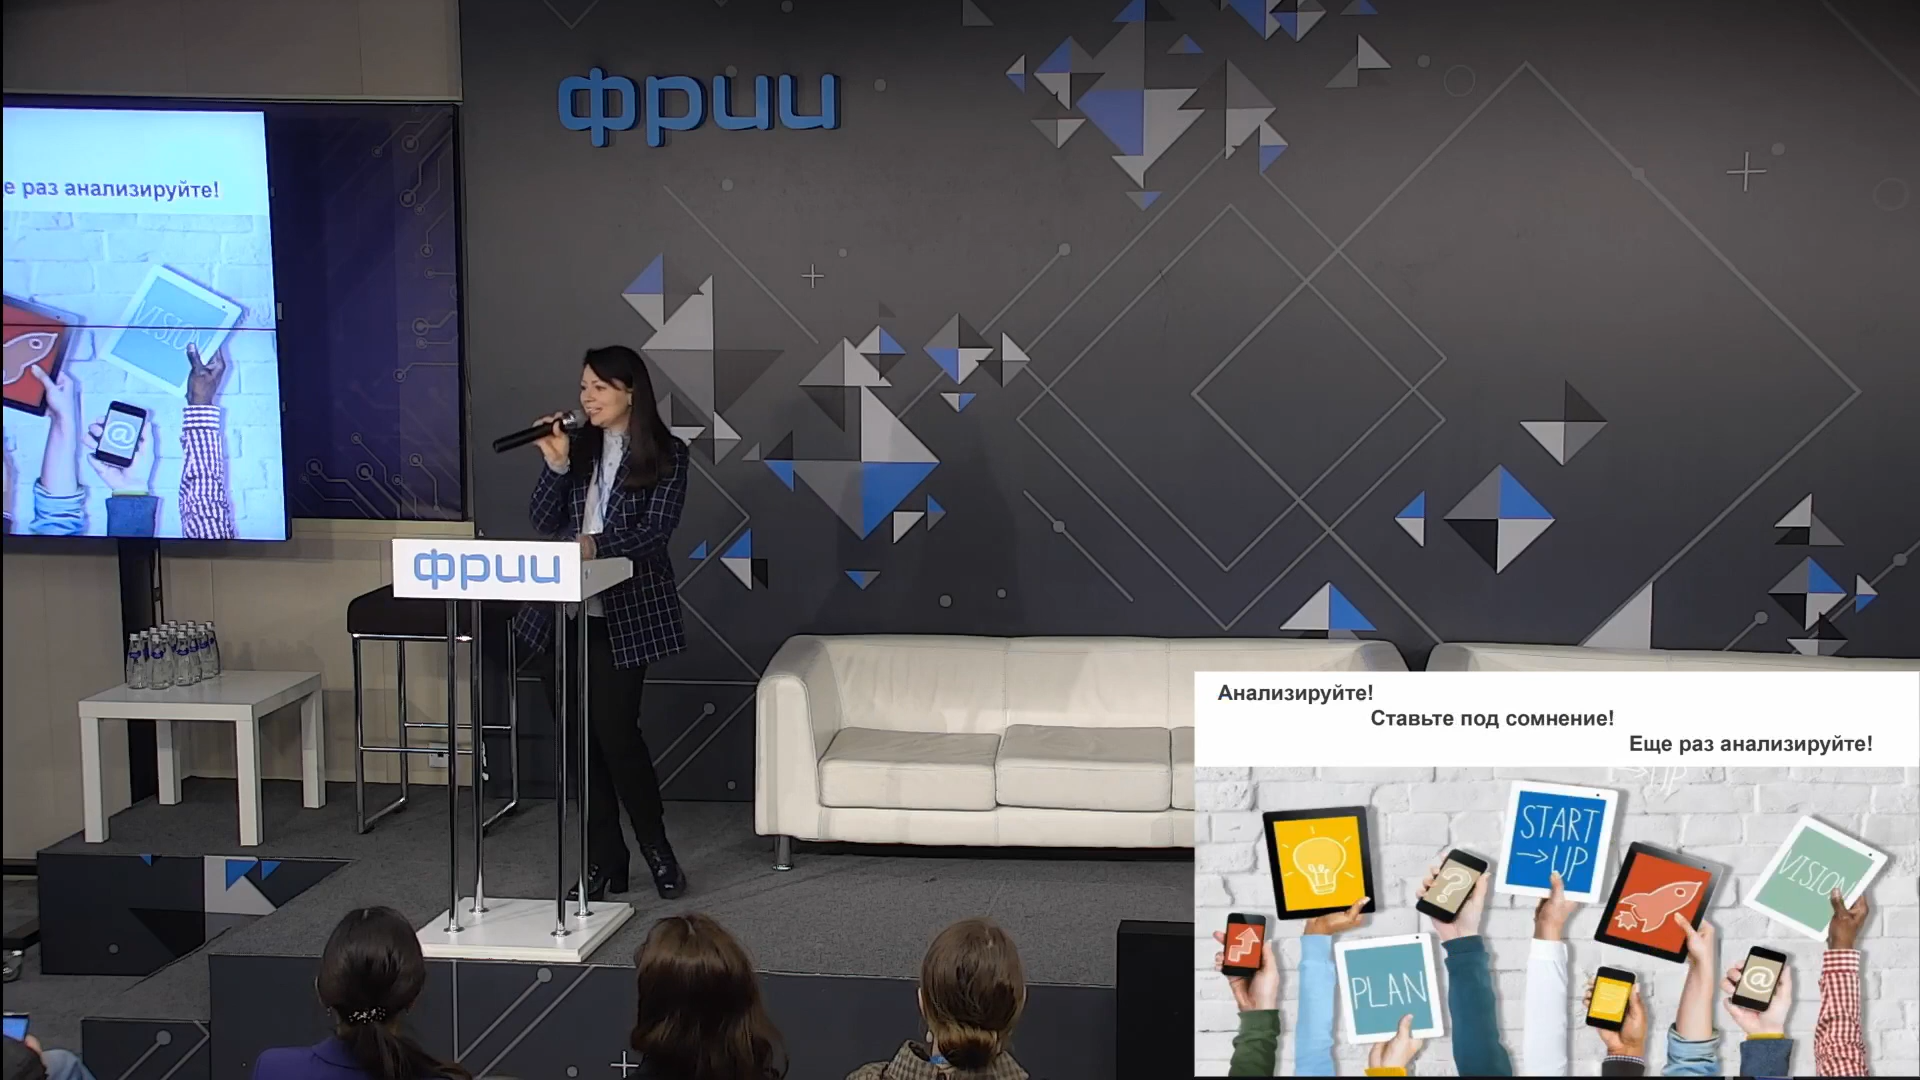 фрии
е раз анализируйте!
VISION
@
фрии
Анализируйте!
Ставьте под сомнение!
Еще раз анализируйте!
START
UP
?
VISION
PLAN
@